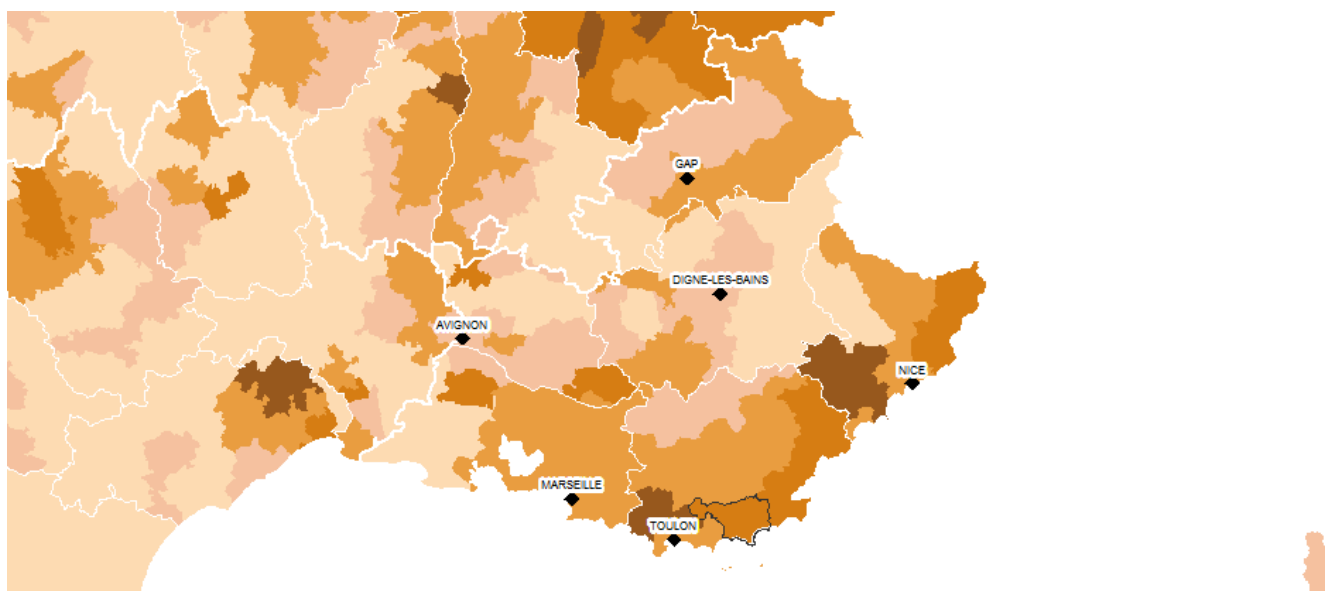 GAP
DIGNE-LES-BAINS
AVIGNON
NICE
MARSEILLE
TOULON